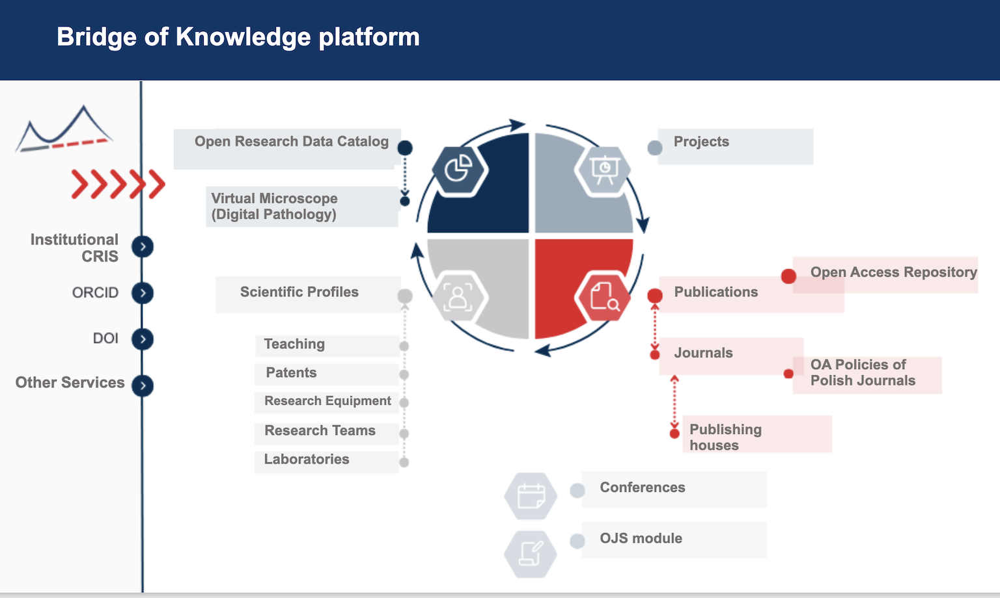 Bridge of Knowledge platform
Institutional
CRIS
ORCID
DOI
Other Services
Open Research Data Catalog
Virtual Microscope
(Digital Pathology)
Scientific Profiles
Teaching
Patents
Research Equipment
Research Teams
Laboratories
Projects
Open Access Repository
Publications
Journals
OA Policies of
Polish Journals
Publishing
houses
Conferences
OJS module